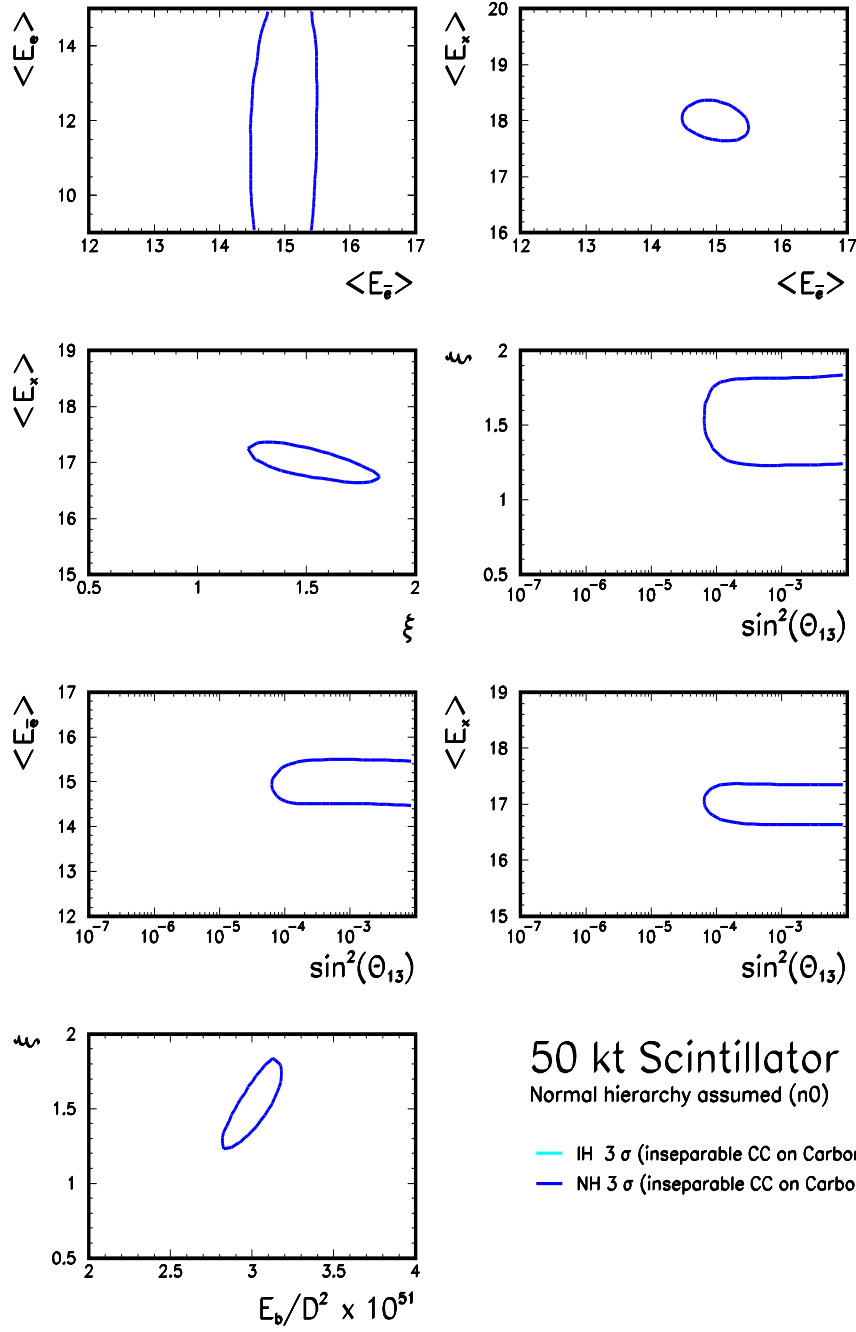 <E_e>
14
12
10
12 13 14 15 16 17
<E_e̅>
<E_x>
20
19
18
17
16
12 13 14 15 16 17
<E_e̅>
<E_x>
19
18
17
16
15
0.5 1 1.5 2
ξ
ξ
2
1.5
1
0.5
10^-7 10^-6 10^-5 10^-4 10^-3
sin²(Θ₁₃)
<E_e̅>
17
16
15
14
13
12
10^-7 10^-6 10^-5 10^-4 10^-3
sin²(Θ₁₃)
<E_x>
19
18
17
16
15
10^-7 10^-6 10^-5 10^-4 10^-3
sin²(Θ₁₃)
ξ
2
1.5
1
0.5
2 2.5 3 3.5 4
E_b/D² x 10^51
50 kt Scintillator
Normal hierarchy assumed (n0)
IH 3 σ (inseparable CC on Carbo
NH 3 σ (inseparable CC on Carbo